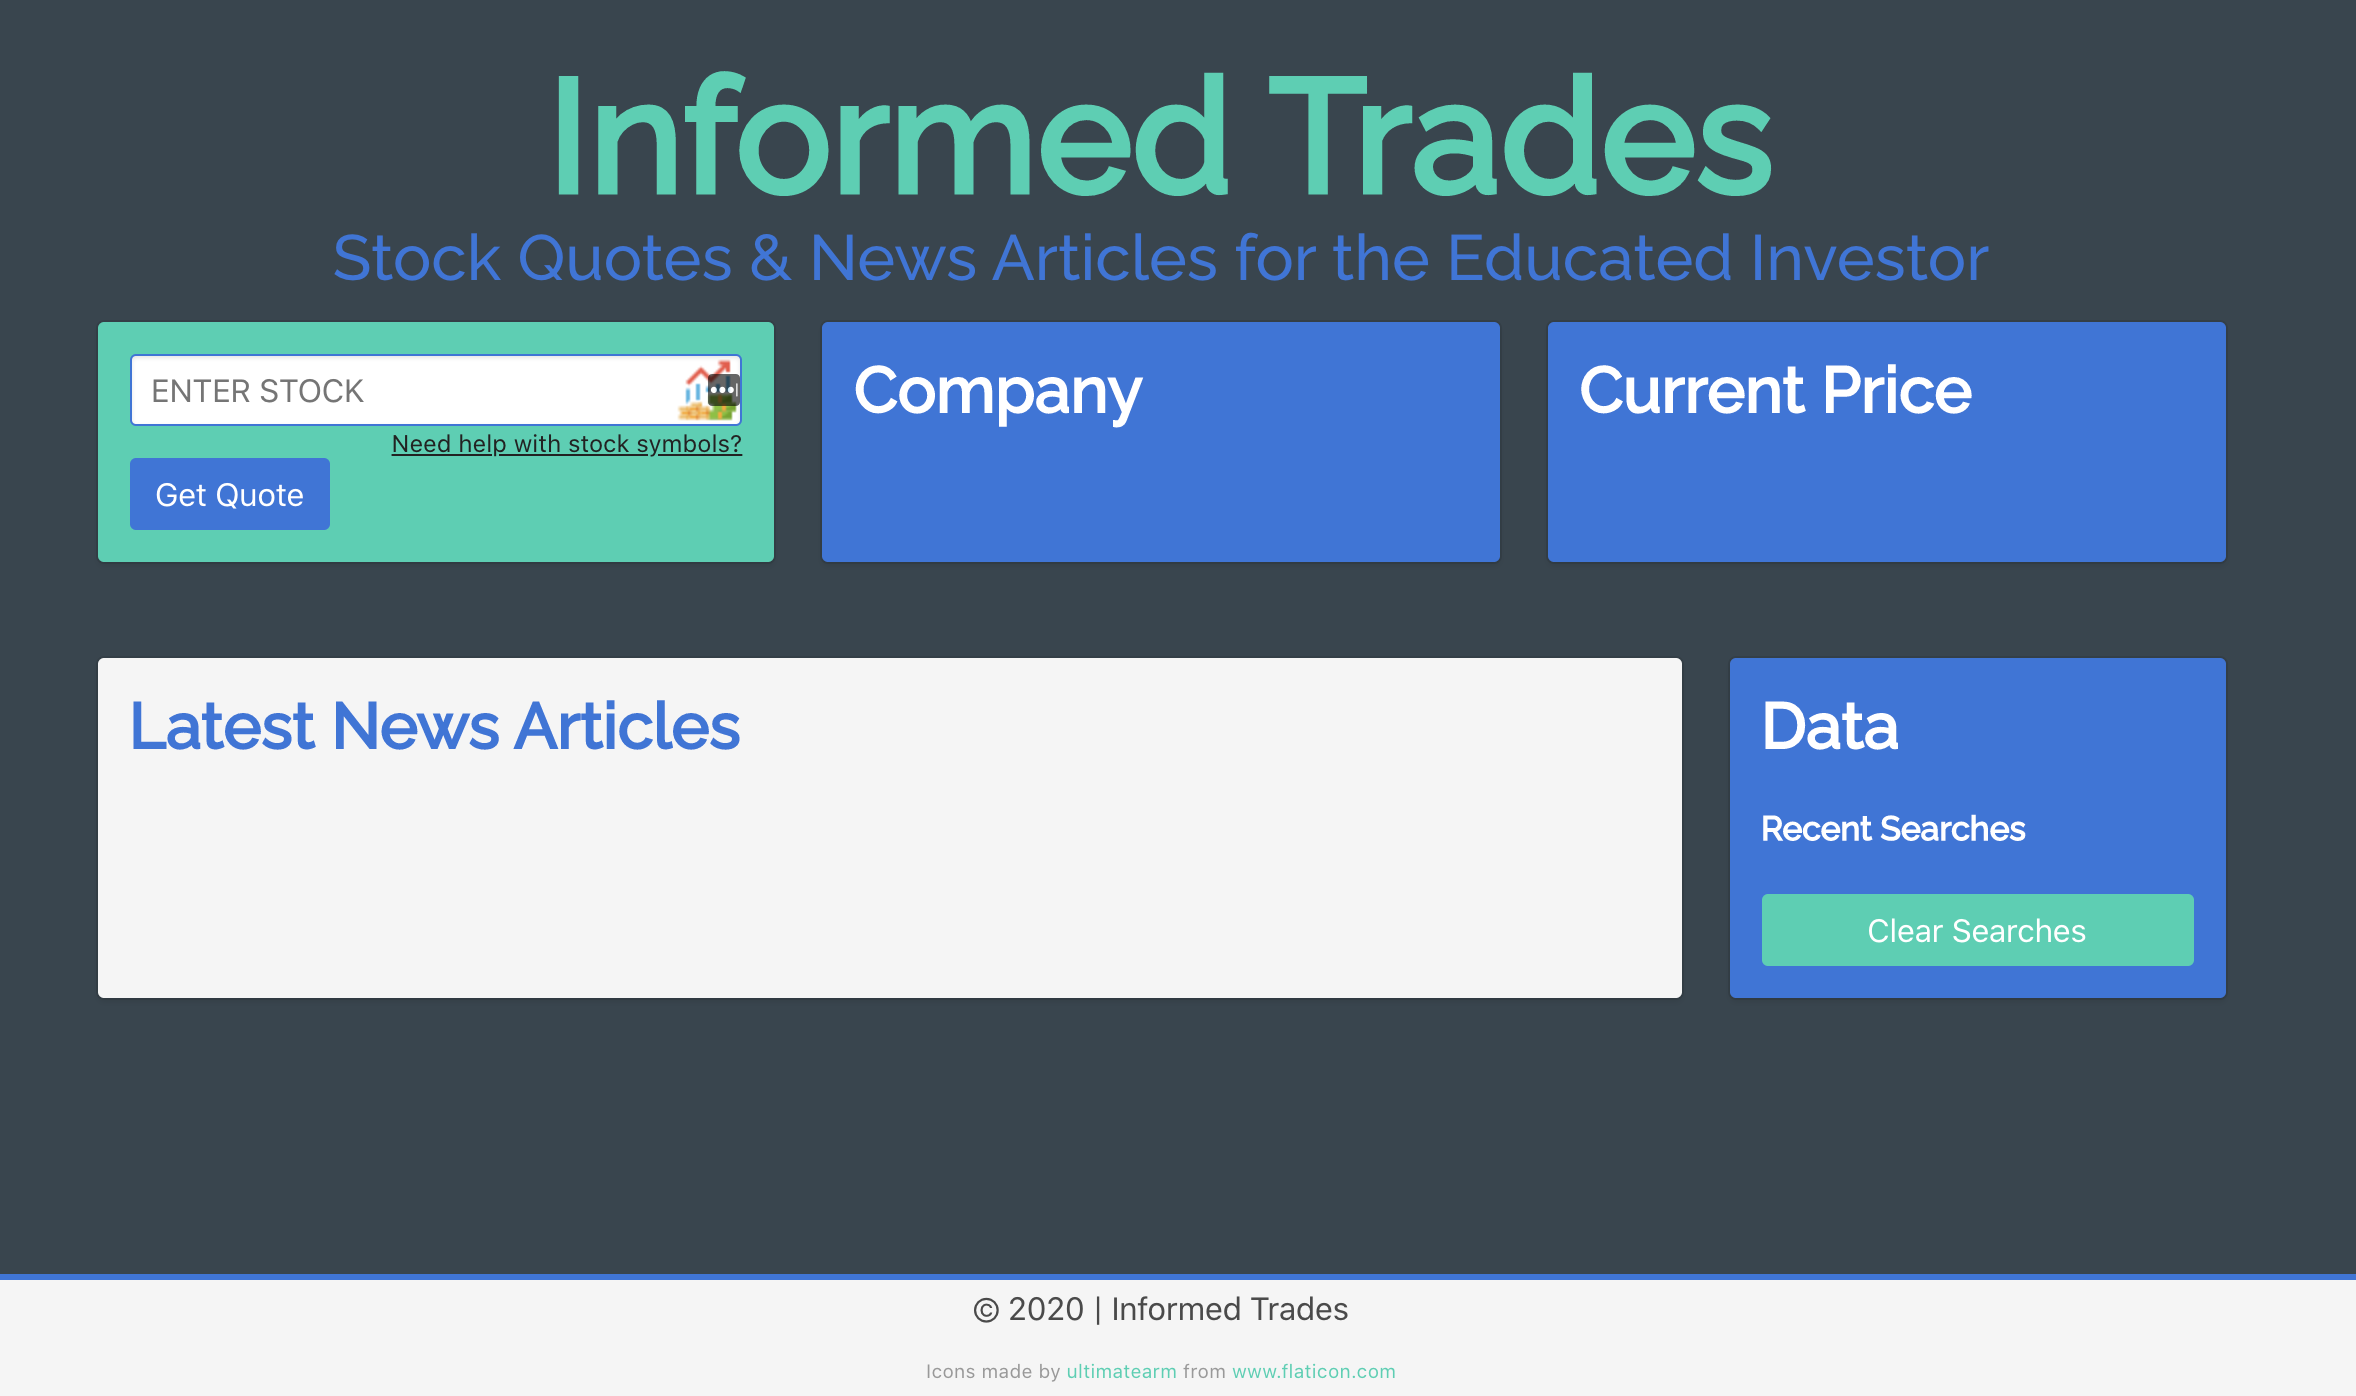 Informed Trades
Stock Quotes & News Articles for the Educated Investor
ENTER STOCK
Need help with stock symbols?
Get Quote
Company
Current Price
Latest News Articles
Data
Recent Searches
Clear Searches
© 2020 | Informed Trades
Icons made by ultimatearm from www.flaticon.com